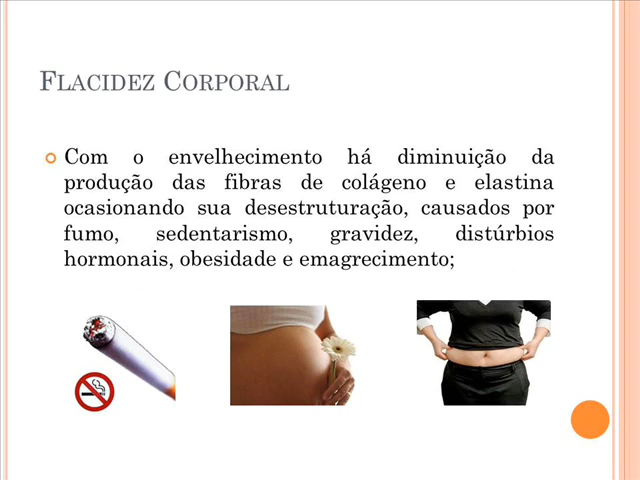 Flacidez Corporal
Com o envelhecimento há diminuição da
produção das fibras de colágeno e elastina
ocasionando sua desestruturação, causados por
fumo, sedentarismo, gravidez, distúrbios
hormonais, obesidade e emagrecimento;